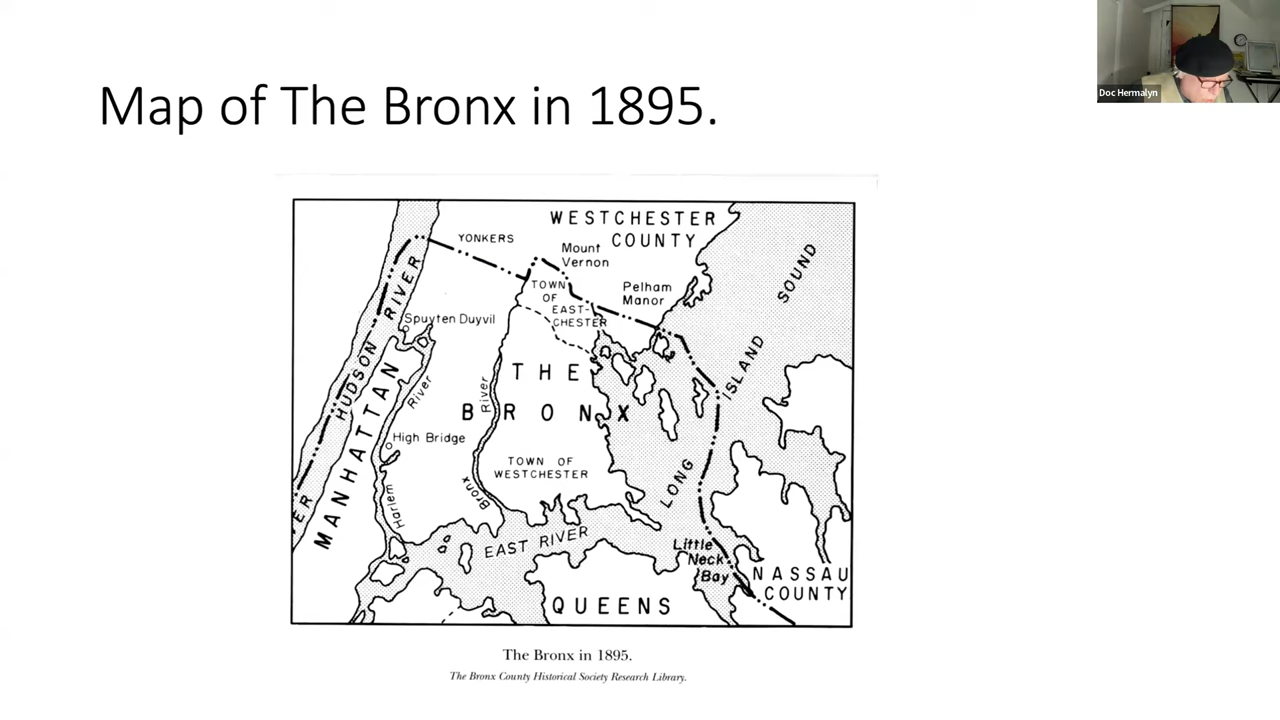 Map of The Bronx in 1895.
Doc Hermalyn
WESTCHESTER
COUNTY
YONKERS
Mount
Vernon
TOWN
OF
EAST-
CHESTER
Pelham
Manor
HUDSON RIVER
Spuyten Duyvil
LONG ISLAND SOUND
THE
BRONX
MANHATTAN
Harlem River
High Bridge
Bronx River
TOWN OF
WESTCHESTER
ER
EAST RIVER
Little
Neck
Bay
NASSAU
COUNTY
QUEENS
The Bronx in 1895.
The Bronx County Historical Society Research Library.